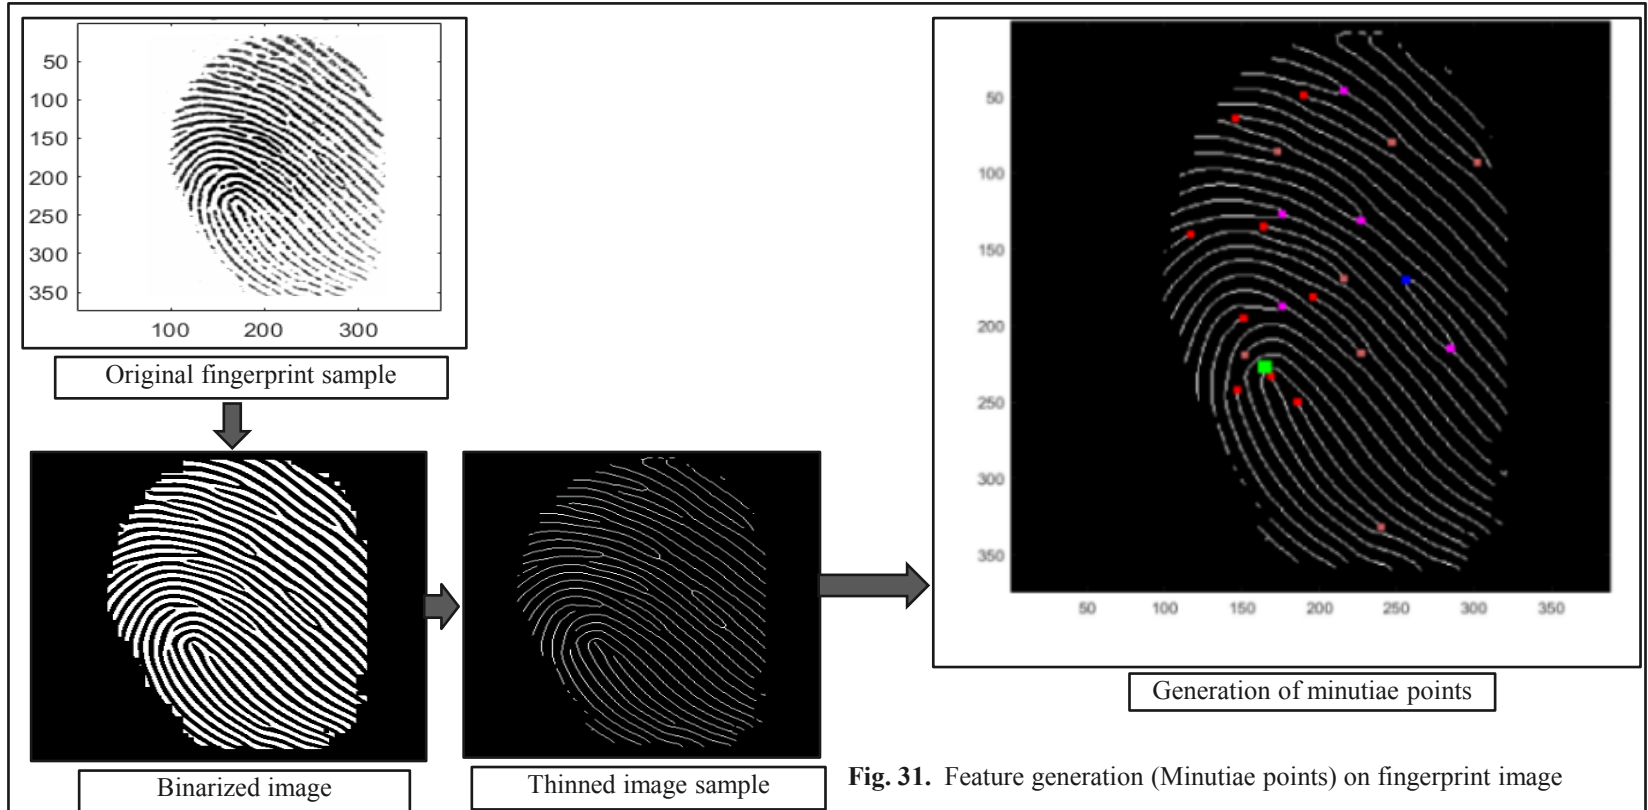 50
100
150
200
250
300
350
100 200 300
Original fingerprint sample
Binarized image
Thinned image sample
50
100
150
200
250
300
350
50 100 150 200 250 300 350
Generation of minutiae points
Fig. 31. Feature generation (Minutiae points) on fingerprint image